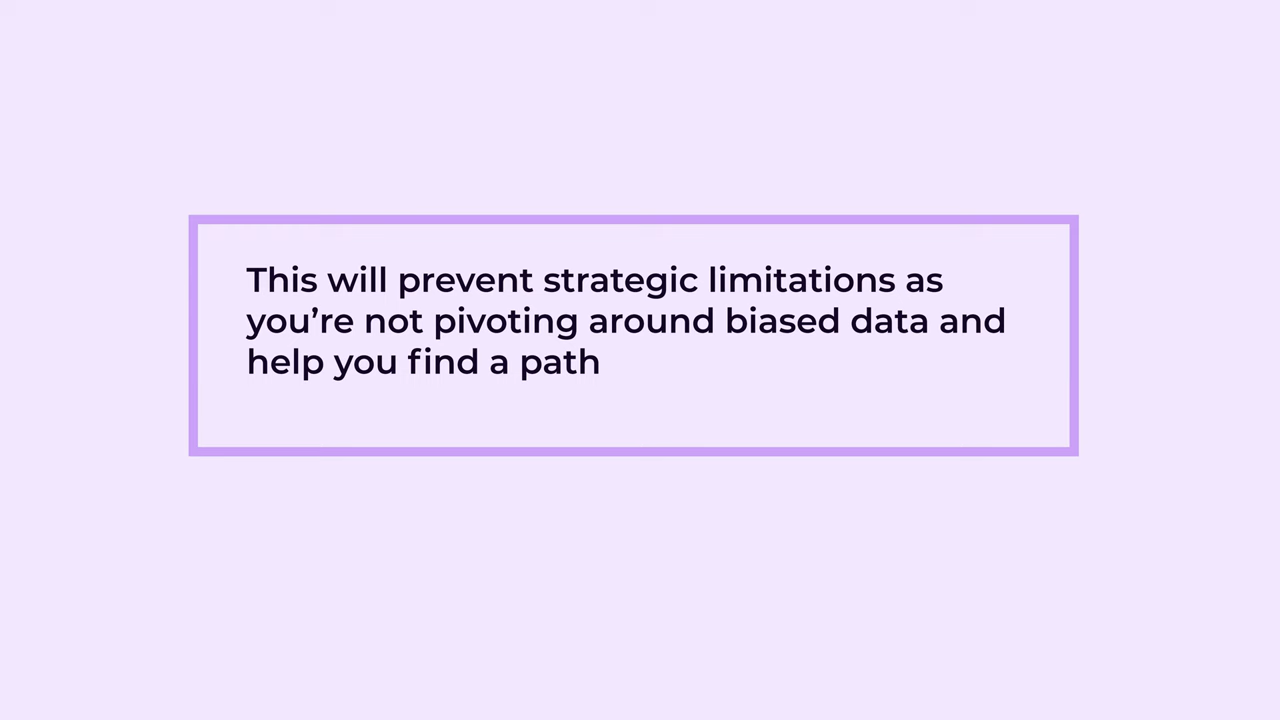 This will prevent strategic limitations as
you’re not pivoting around biased data and
help you find a path